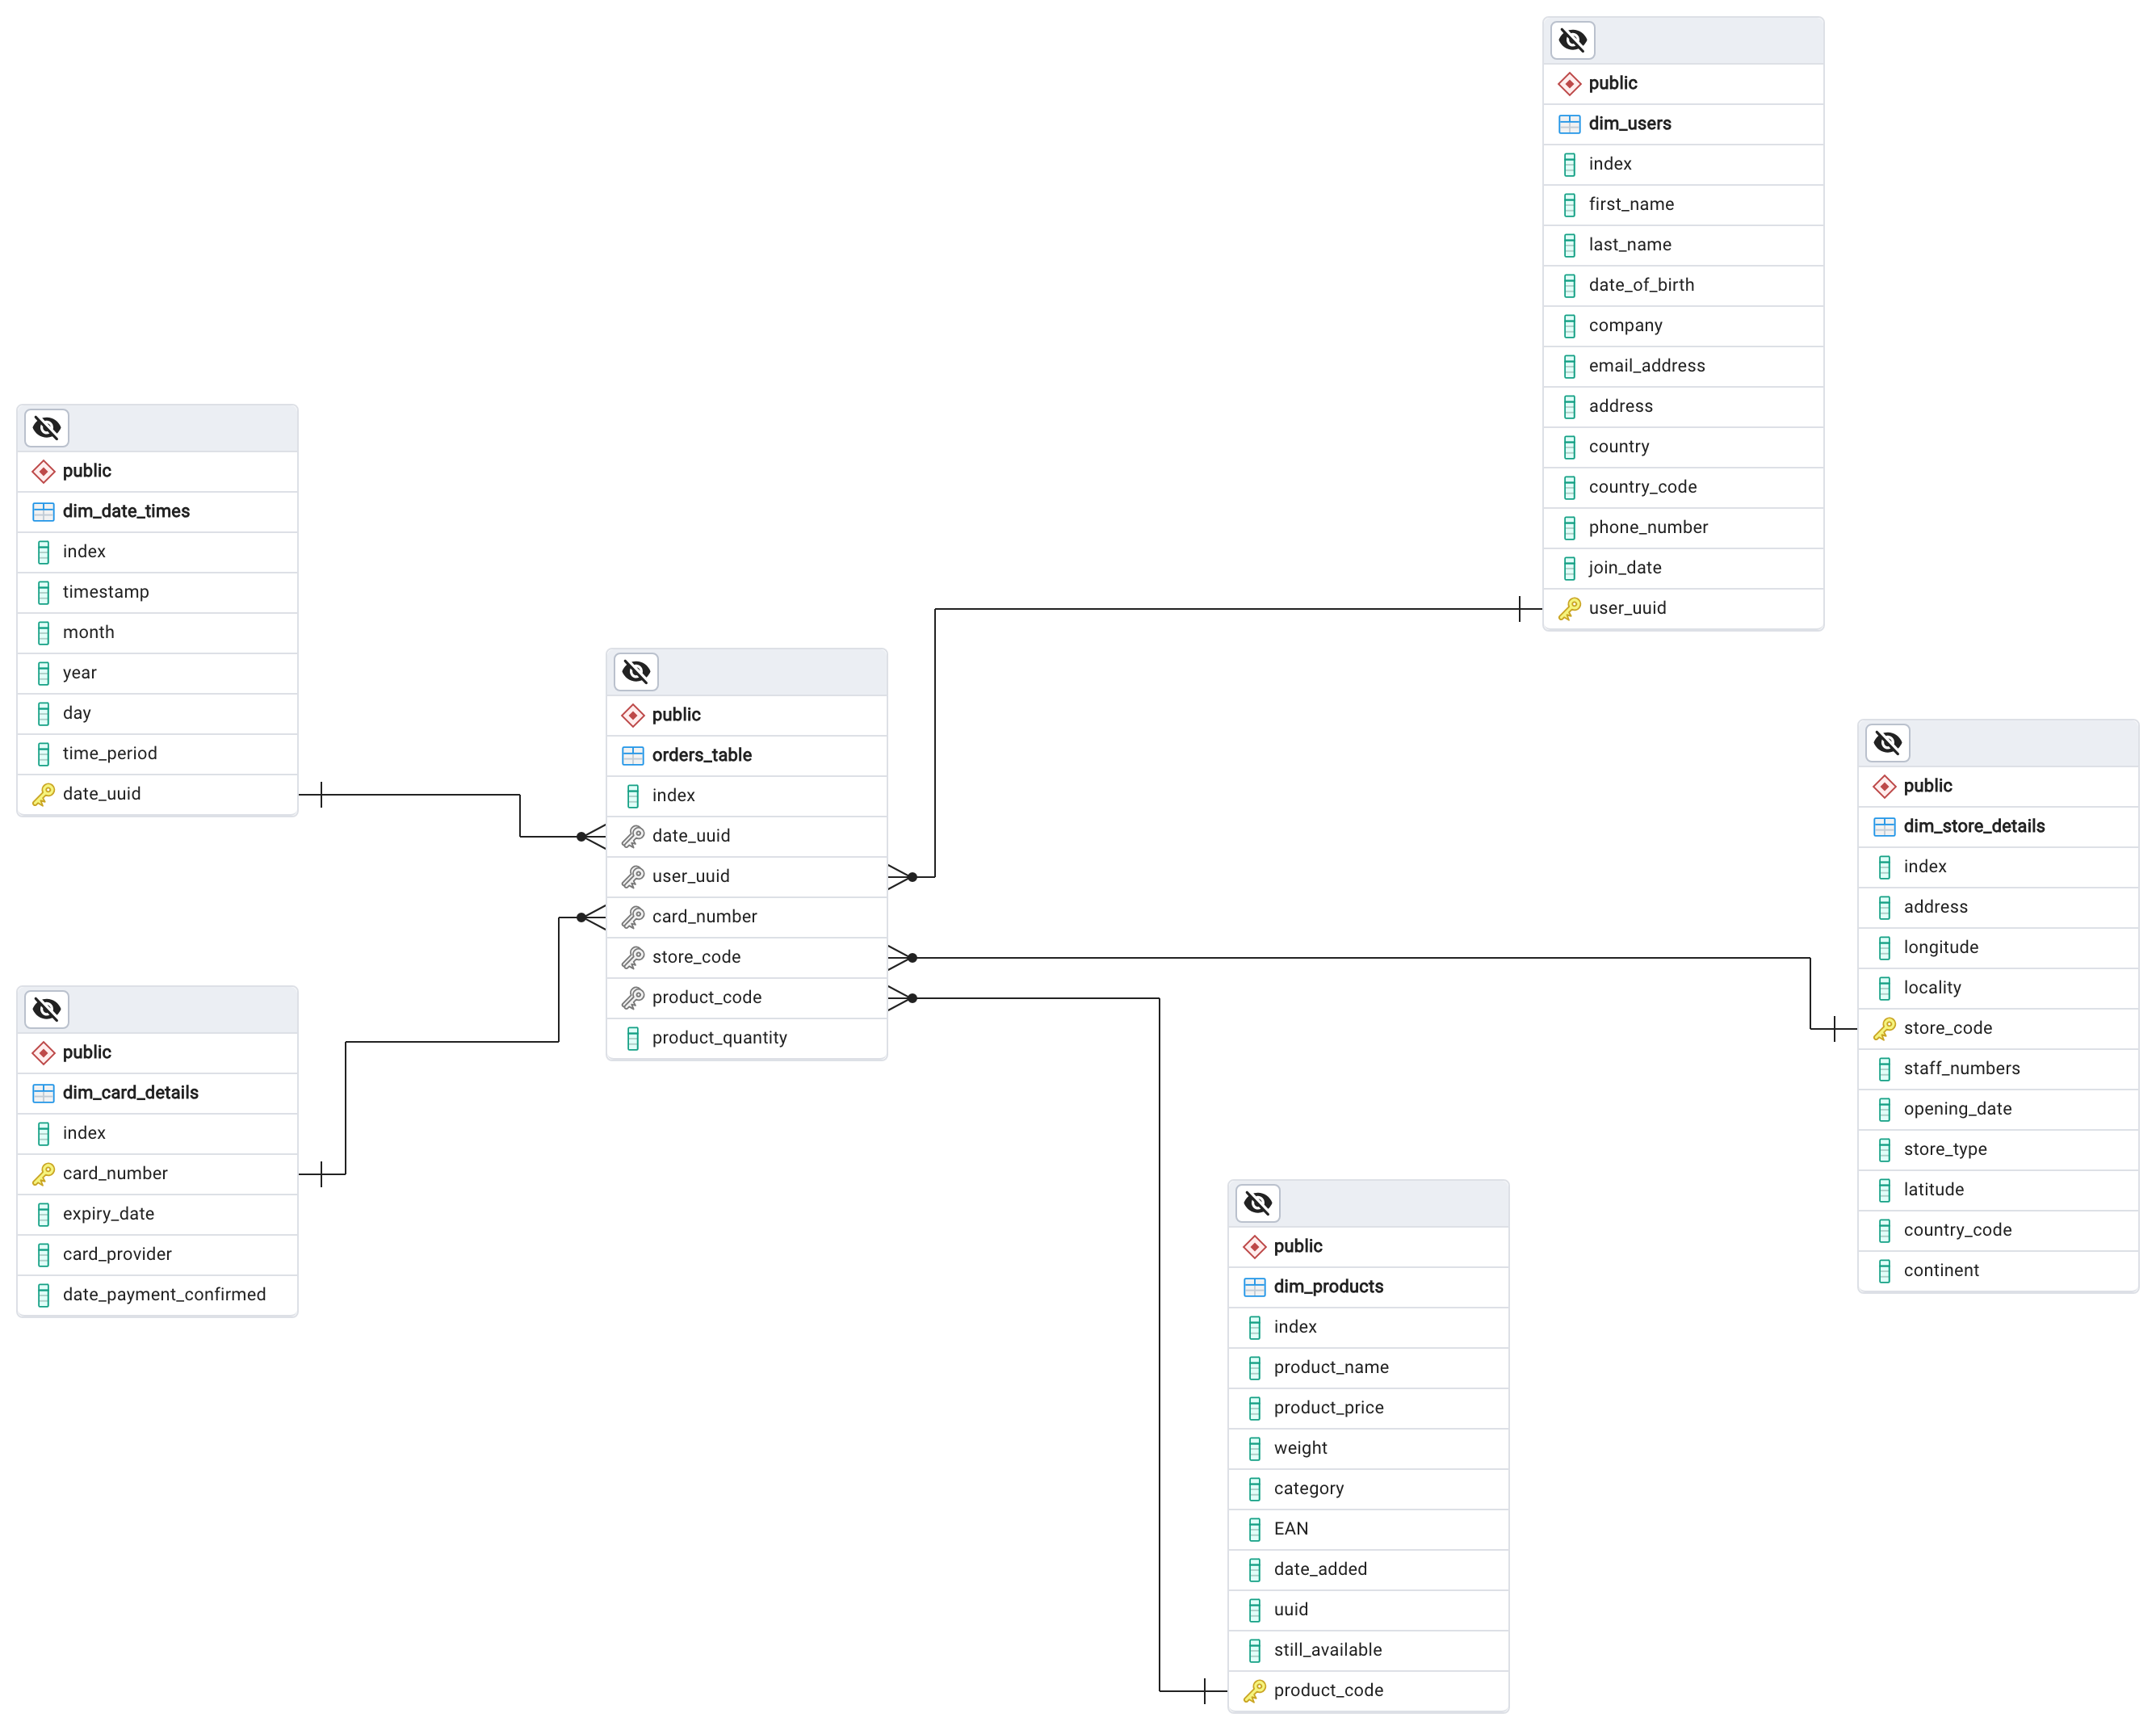 public
dim_users
index
first_name
last_name
date_of_birth
company
email_address
address
country
country_code
phone_number
join_date
user_uuid
public
dim_date_times
index
timestamp
month
year
day
time_period
date_uuid
public
orders_table
index
date_uuid
user_uuid
card_number
store_code
product_code
product_quantity
public
dim_store_details
index
address
longitude
locality
store_code
staff_numbers
opening_date
store_type
latitude
country_code
continent
public
dim_card_details
index
card_number
expiry_date
card_provider
date_payment_confirmed
public
dim_products
index
product_name
product_price
weight
category
EAN
date_added
uuid
still_available
product_code